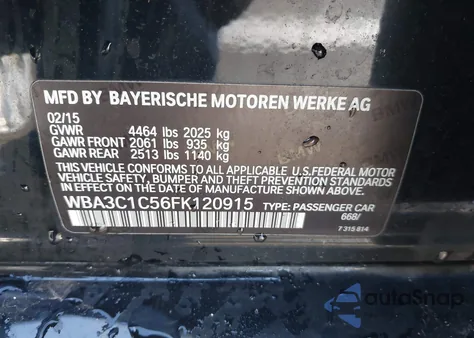 MFD BY BAYERISCHE MOTOREN WERKE AG
02/15
GVWR 4464 lbs 2025 kg
GAWR FRONT 2061 lbs 935 kg
GAWR REAR 2513 lbs 1140 kg
THIS VEHICLE CONFORMS TO ALL APPLICABLE U.S.FEDERAL MOTOR
VEHICLE SAFETY, BUMPER AND THEFT PREVENTION STANDARDS
IN EFFECT ON THE DATE OF MANUFACTURE SHOWN ABOVE.
WBA3C1C56FK120915 TYPE: PASSENGER CAR
668/
7 315 814
autoSnap